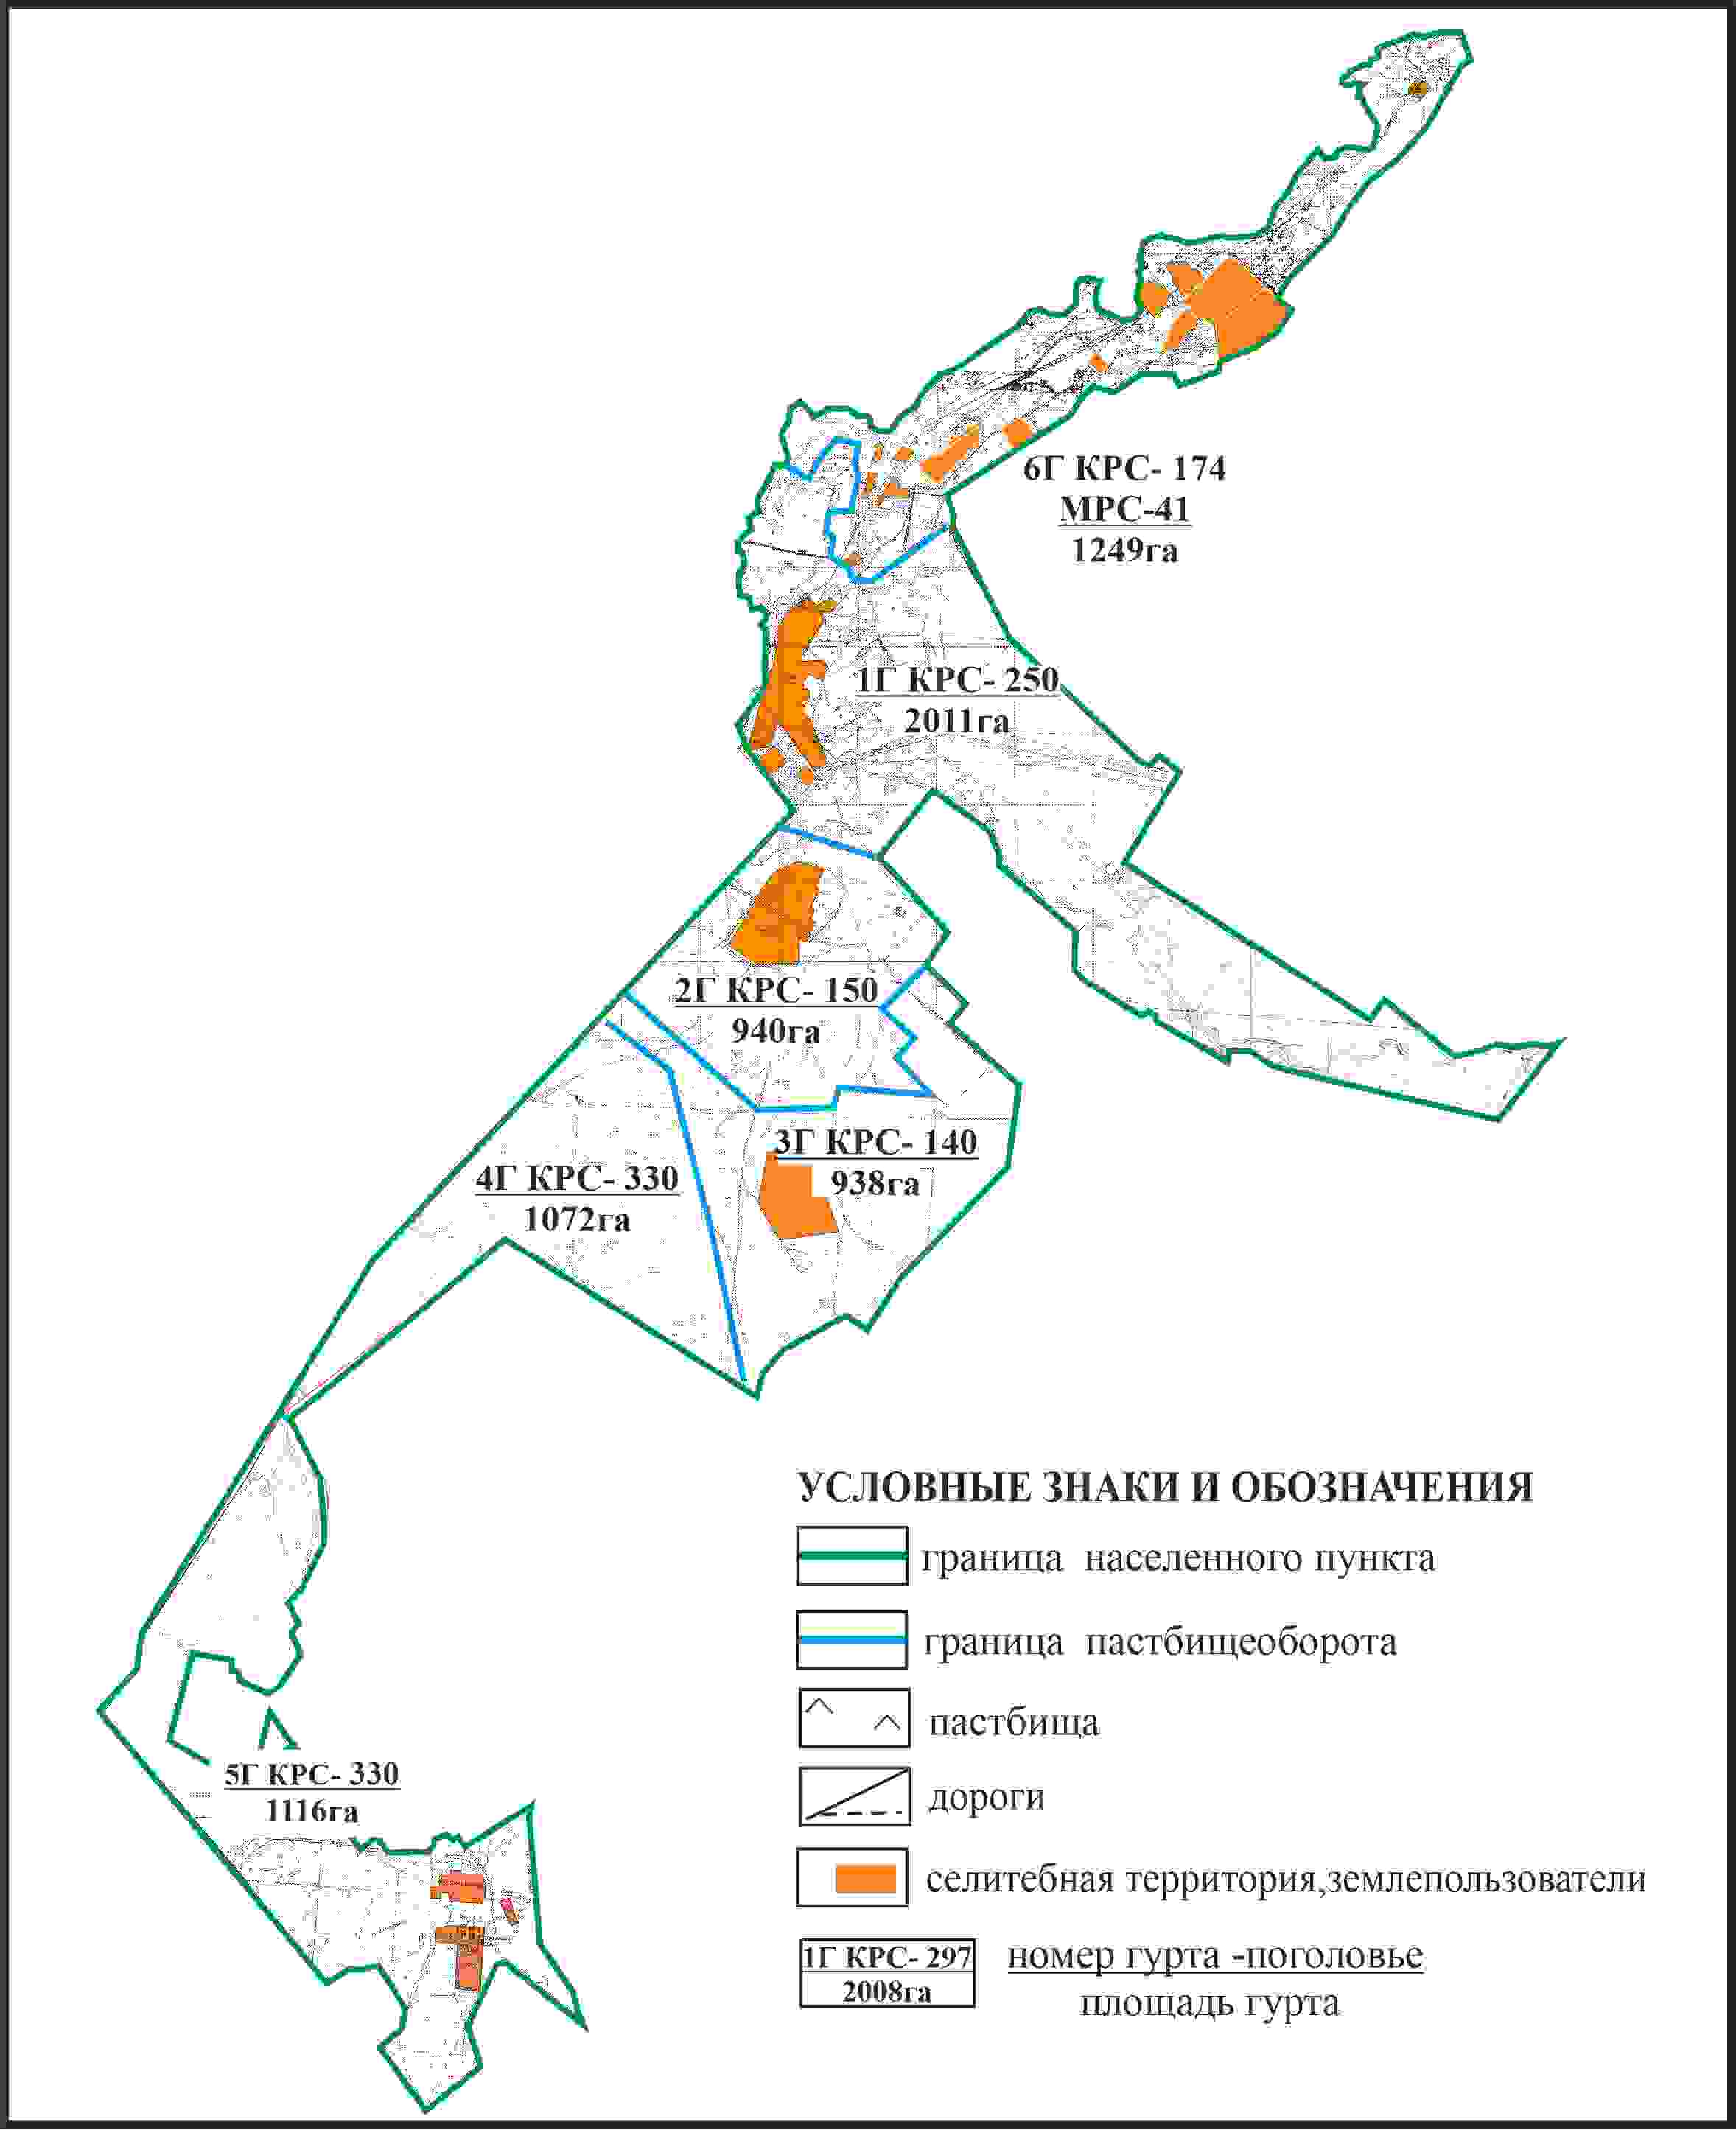 6Г КРС- 174
МРС-41
1249га
1Г КРС- 250
2011га
2Г КРС- 150
940га
3Г КРС- 140
938га
4Г КРС- 330
1072га
5Г КРС- 330
1116га
УСЛОВНЫЕ ЗНАКИ И ОБОЗНАЧЕНИЯ
граница населенного пункта
граница пастбищеоборота
пастбища
дороги
селитебная территория,землепользователи
1Г КРС- 297
2008га
номер гурта -поголовье
площадь гурта